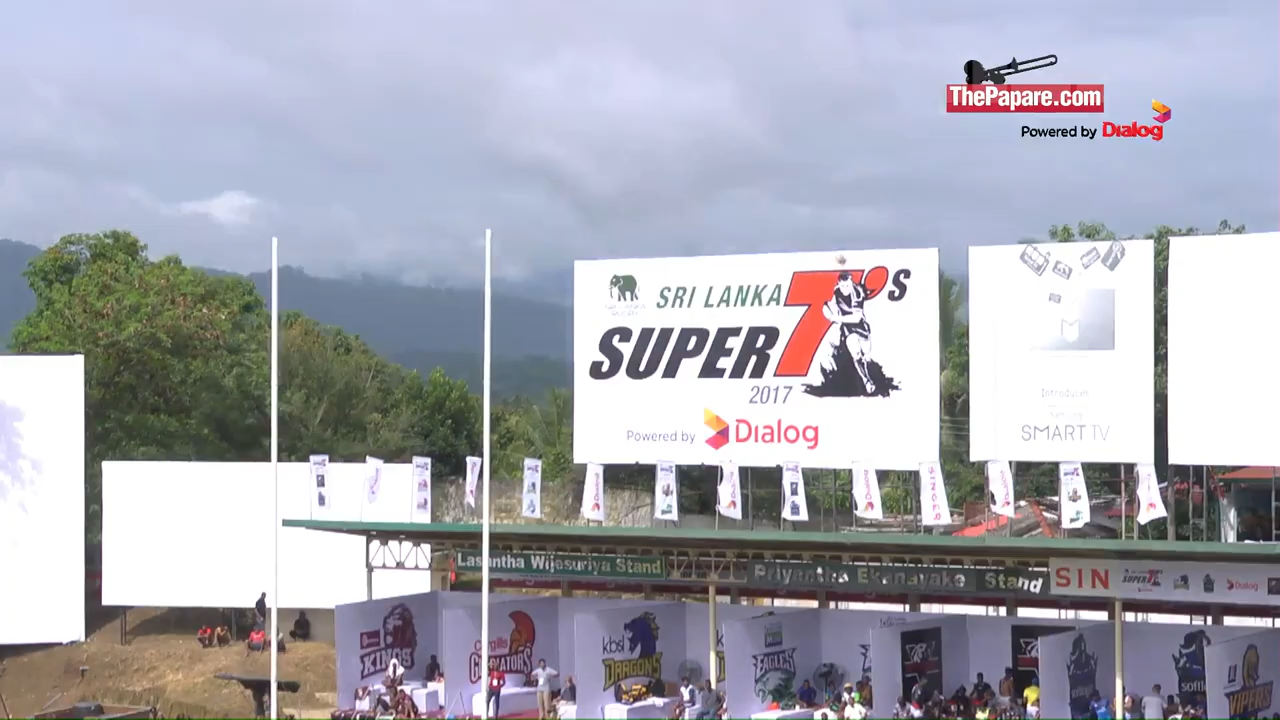 ThePapare.com
Powered by Dialog
SRI LANKA 7's
SUPER
2017
Powered by Dialog
SMART TV
Lasantha Wijesuriya Stand
Priyantha Ekanayake Stand
SIN
SINGER
KINGS
GLADIATORS
kbsl
DRAGONS
EAGLES
VIPERS